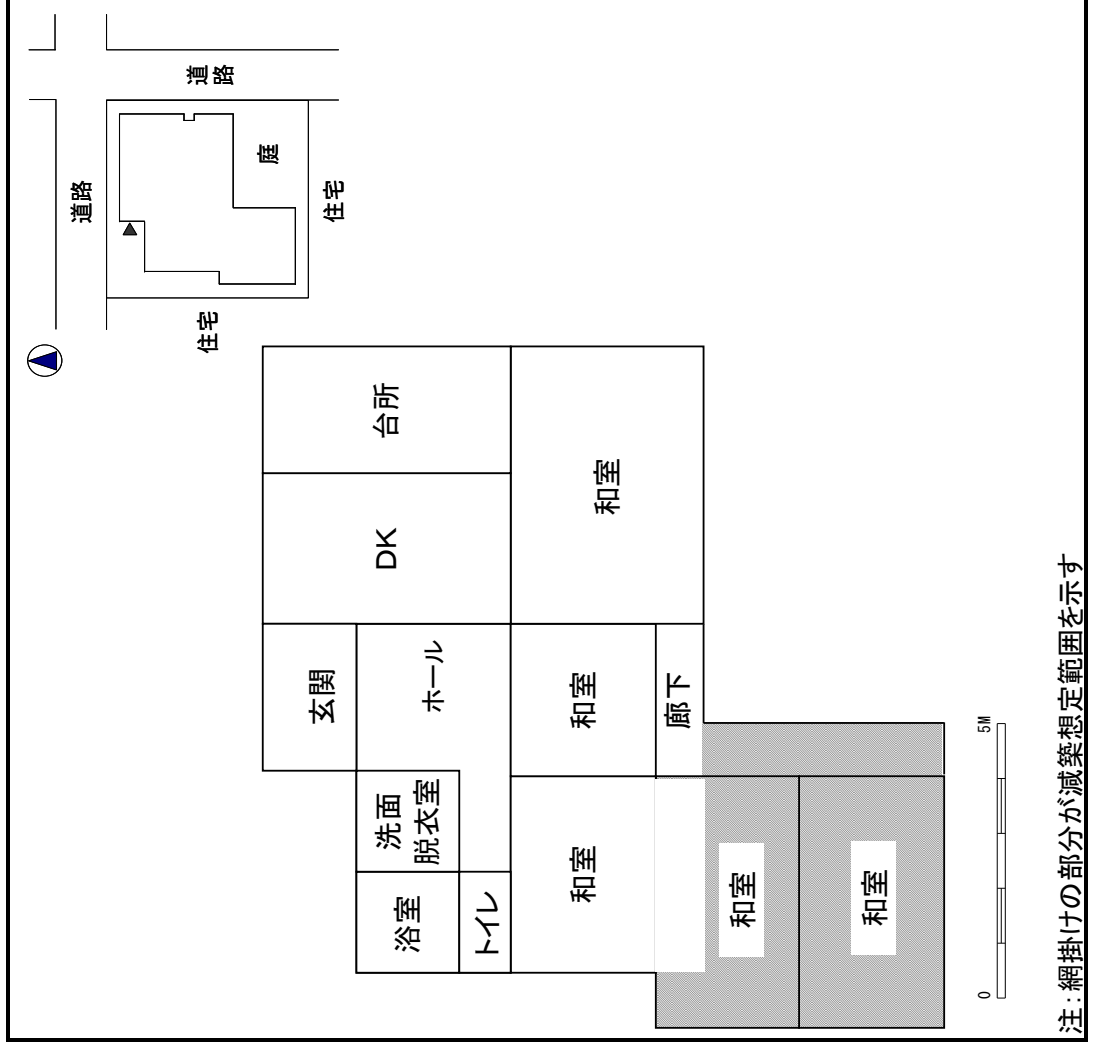 道路
道路
庭
住宅
住宅
台所
DK
和室
玄関
ホール
和室
廊下
洗面
脱衣室
浴室
トイレ
和室
和室
和室
0
5M
注:網掛けの部分が減築想定範囲を示す